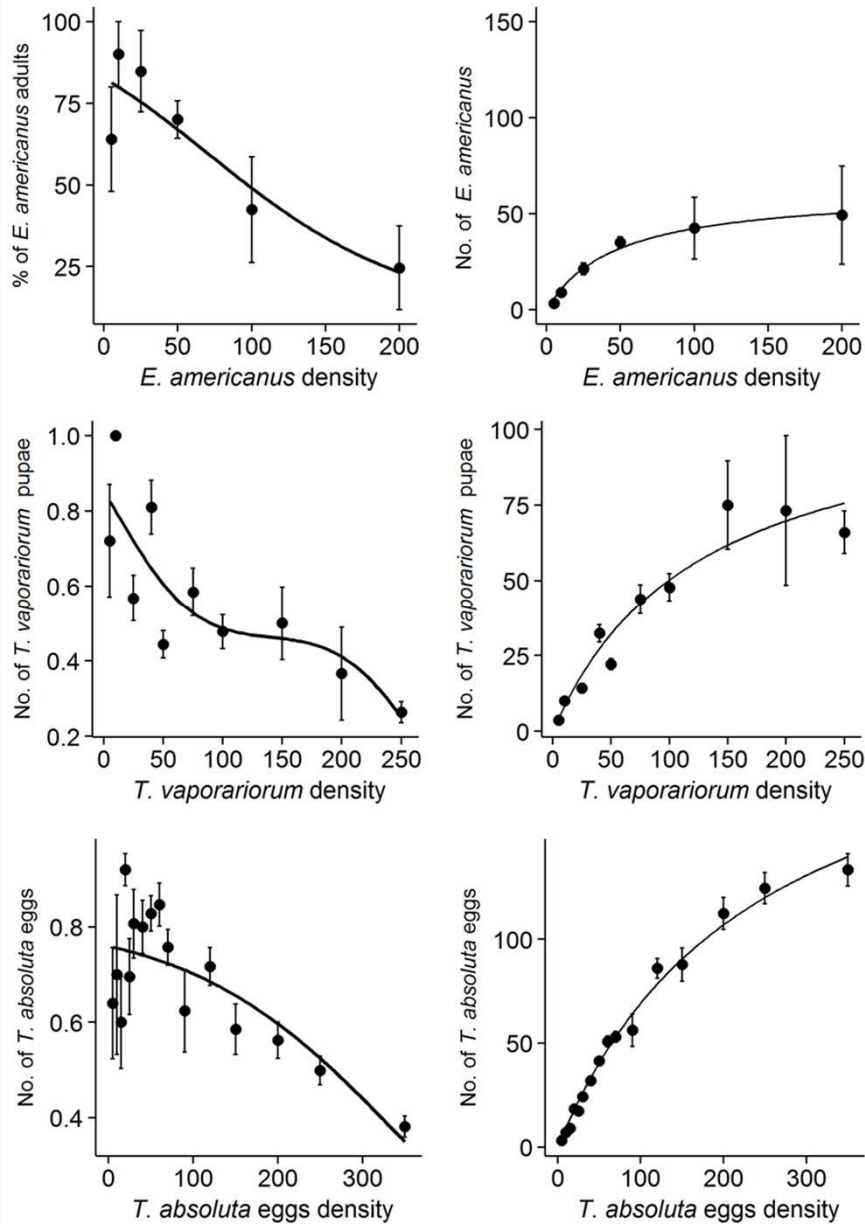 % of E. americanus adults
100
75
50
25
0 50 100 150 200
E. americanus density
No. of E. americanus
150
100
50
0
0 50 100 150 200
E. americanus density
No. of T. vaporariorum pupae
1.0
0.8
0.6
0.4
0.2
0 50 100 150 200 250
T. vaporariorum density
No. of T. vaporariorum pupae
100
75
50
25
0
0 50 100 150 200 250
T. vaporariorum density
No. of T. absoluta eggs
0.8
0.6
0.4
0 100 200 300
T. absoluta eggs density
No. of T. absoluta eggs
100
50
0
0 100 200 300
T. absoluta eggs density